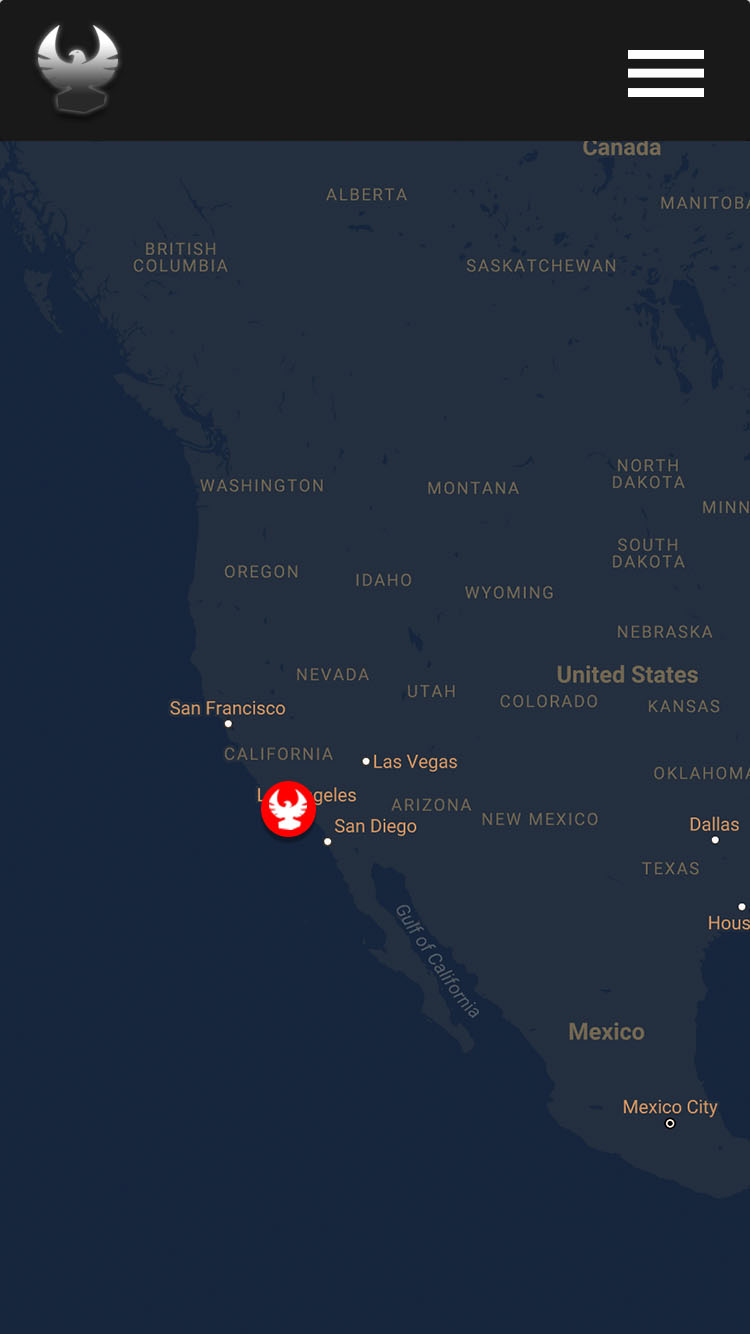 Canada
ALBERTA
MANITOBA
BRITISH
COLUMBIA
SASKATCHEWAN
WASHINGTON
MONTANA
NORTH
DAKOTA
MINN
SOUTH
DAKOTA
OREGON
IDAHO
WYOMING
NEBRASKA
NEVADA
United States
UTAH
COLORADO
KANSAS
San Francisco
CALIFORNIA
Las Vegas
OKLAHOMA
L geles
ARIZONA
NEW MEXICO
San Diego
Dallas
TEXAS
Hous
Gulf of California
Mexico
Mexico City